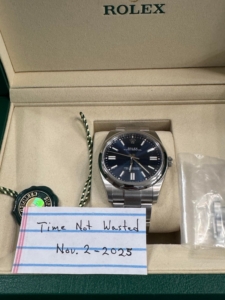 ROLEX
Time Not Wasted
Nov. 2-2025